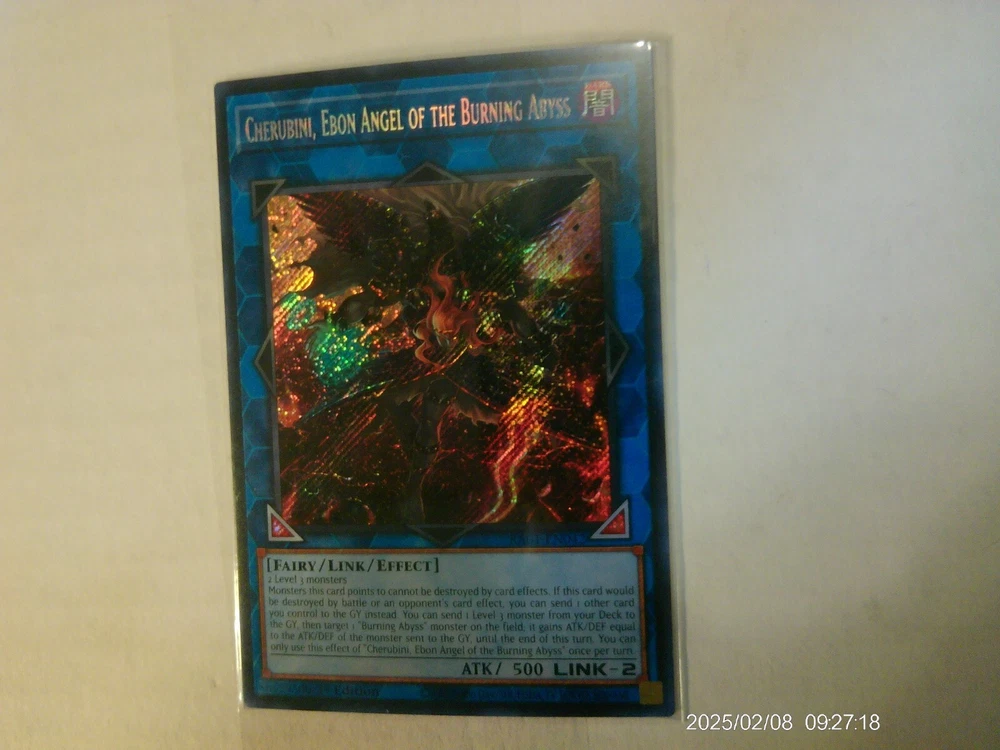 CHERUBINI, EBON ANGEL OF THE BURNING ABYSS
闇
[FAIRY/LINK/EFFECT]
2 Level 3 monsters
Monsters this card points to cannot be destroyed by card effects. If this card would
be destroyed by battle or an opponent's card effect, you can send 1 other card
you control to the GY instead. You can send 1 Level 3 monster from your Deck to
the GY, then target 1 "Burning Abyss" monster on the field; it gains ATK/DEF equal
to the ATK/DEF of the monster sent to the GY, until the end of this turn. You can
only use this effect of "Cherubini, Ebon Angel of the Burning Abyss" once per turn.
ATK/ 500 LINK-2
Edition
2025/02/08 09:27:18